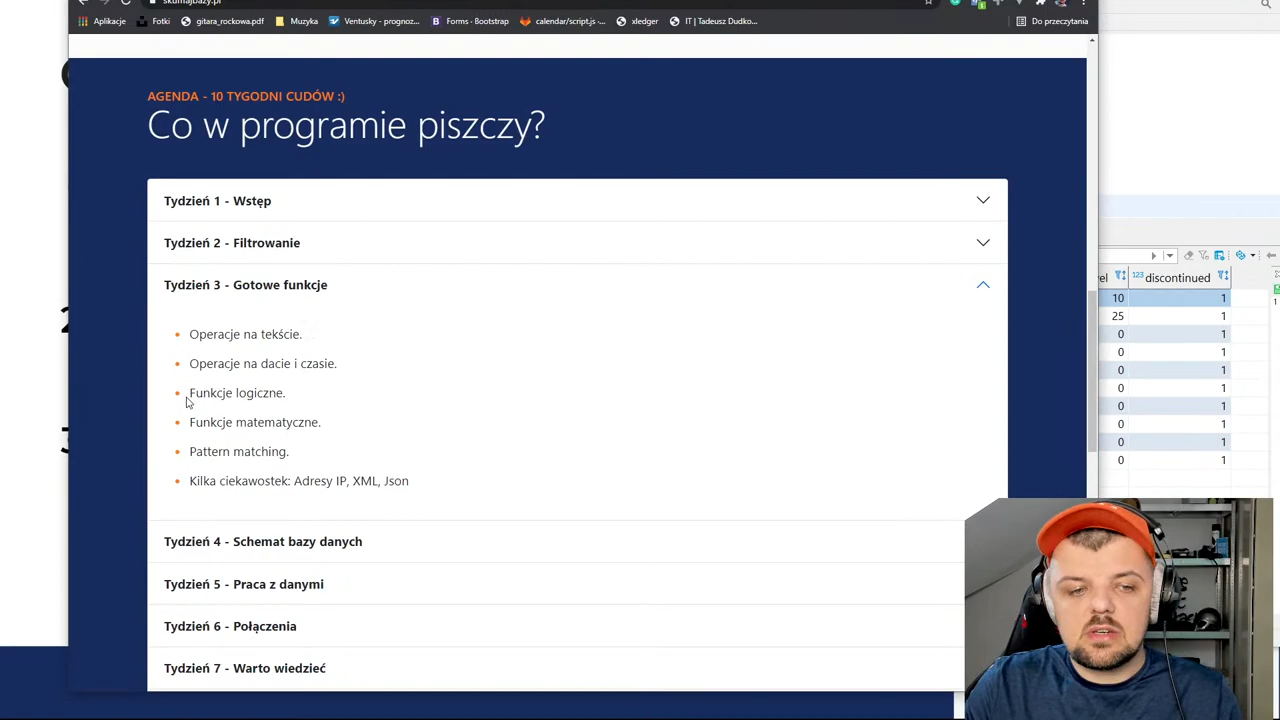 skumajbazy.pl
Aplikacje
Fotki
gitara_rockowa.pdf
Muzyka
Ventusky - prognoz...
Forms · Bootstrap
calendar/script.js ·...
xledger
IT | Tadeusz Dudko...
Do przeczytania
AGENDA - 10 TYGODNI CUDÓW :)
Co w programie piszczy?
Tydzień 1 - Wstęp
Tydzień 2 - Filtrowanie
Tydzień 3 - Gotowe funkcje
Operacje na tekście.
Operacje na dacie i czasie.
Funkcje logiczne.
Funkcje matematyczne.
Pattern matching.
Kilka ciekawostek: Adresy IP, XML, Json
Tydzień 4 - Schemat bazy danych
Tydzień 5 - Praca z danymi
Tydzień 6 - Połączenia
Tydzień 7 - Warto wiedzieć
123 discontinued
10 1
25 1
0 1
0 1
0 1
0 1
0 1
0 1
0 1
0 1